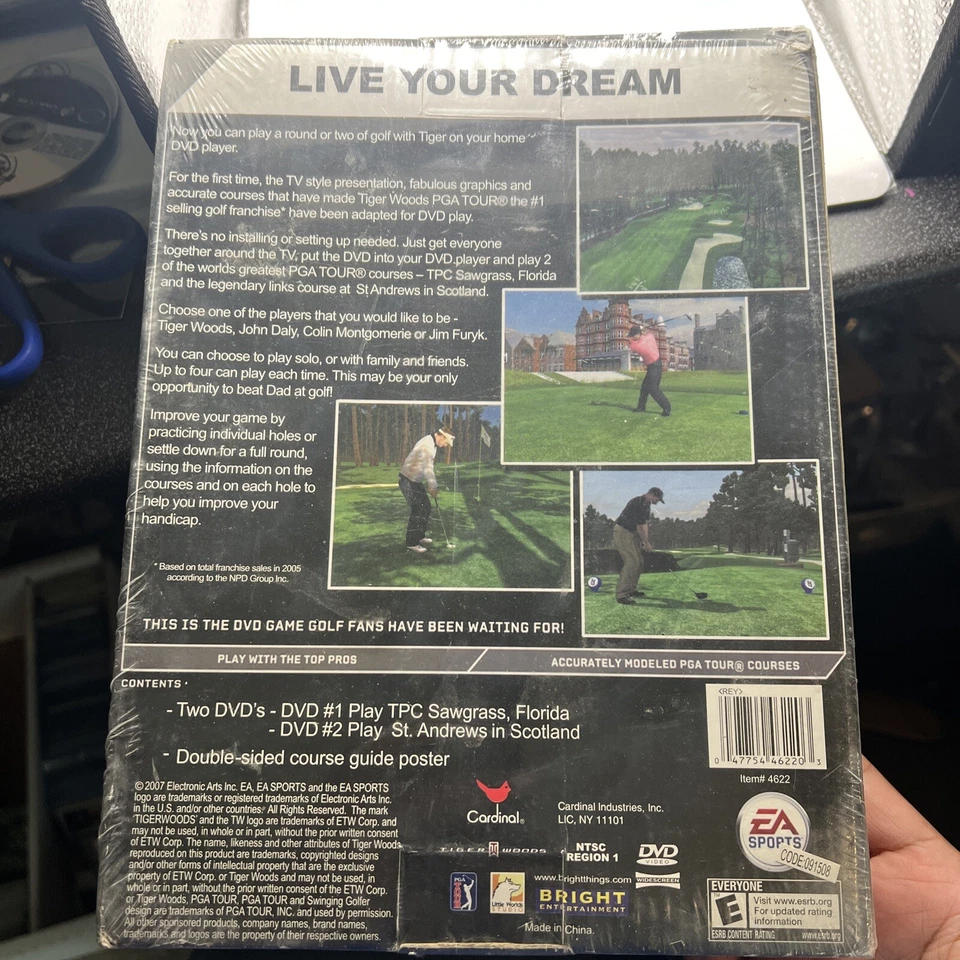 LIVE YOUR DREAM
Now you can play a round or two of golf with Tiger on your home
DVD player.
For the first time, the TV style presentation, fabulous graphics and
accurate courses that have made Tiger Woods PGA TOUR® the #1
selling golf franchise* have been adapted for DVD play.
There's no installing or setting up needed. Just get everyone
together around the TV, put the DVD into your DVD player and play 2
of the worlds greatest PGA TOUR® courses – TPC Sawgrass, Florida
and the legendary links course at St Andrews in Scotland.
Choose one of the players that you would like to be -
Tiger Woods, John Daly, Colin Montgomerie or Jim Furyk.
You can choose to play solo, or with family and friends.
Up to four can play each time. This may be your only
opportunity to beat Dad at golf!
Improve your game by
practicing individual holes or
settle down for a full round,
using the information on the
courses and on each hole to
help you improve your
handicap.
* Based on total franchise sales in 2005
according to the NPD Group Inc.
THIS IS THE DVD GAME GOLF FANS HAVE BEEN WAITING FOR!
PLAY WITH THE TOP PROS
ACCURATELY MODELED PGA TOUR® COURSES
CONTENTS
- Two DVD's - DVD #1 Play TPC Sawgrass, Florida
- DVD #2 Play St. Andrews in Scotland
- Double-sided course guide poster
<REY>
0 47754 46220 3
Item# 4622
© 2007 Electronic Arts Inc. EA, EA SPORTS and the EA SPORTS
logo are trademarks or registered trademarks of Electronic Arts Inc.
in the U.S. and/or other countries. All Rights Reserved. The mark
'TIGERWOODS' and the TW logo are trademarks of ETW Corp. and
may not be used, in whole or in part, without the prior written consent
of ETW Corp. The name, likeness and other attributes of Tiger Woods
reproduced on this product are trademarks, copyrighted designs
and/or other forms of intellectual property that are the exclusive
property of ETW Corp. or Tiger Woods and may not be used, in
whole or in part, without the prior written consent of the ETW Corp.
or Tiger Woods, PGA TOUR, PGA TOUR and Swinging Golfer
design are trademarks of PGA TOUR, INC. and used by permission.
All other sponsored products, company names, brand names,
trademarks and logos are the property of their respective owners.
Cardinal®
Cardinal Industries, Inc.
LIC, NY 11101
TIGER WOODS
NTSC
REGION 1
DVD
VIDEO
WIDESCREEN
PGA TOUR
Little Worlds
STUDIO
www.brightthings.com
BRIGHT
ENTERTAINMENT
Made in China.
EA
SPORTS
CODE:091508
EVERYONE
E
Visit www.esrb.org
For updated rating
information
ESRB CONTENT RATING www.esrb.org